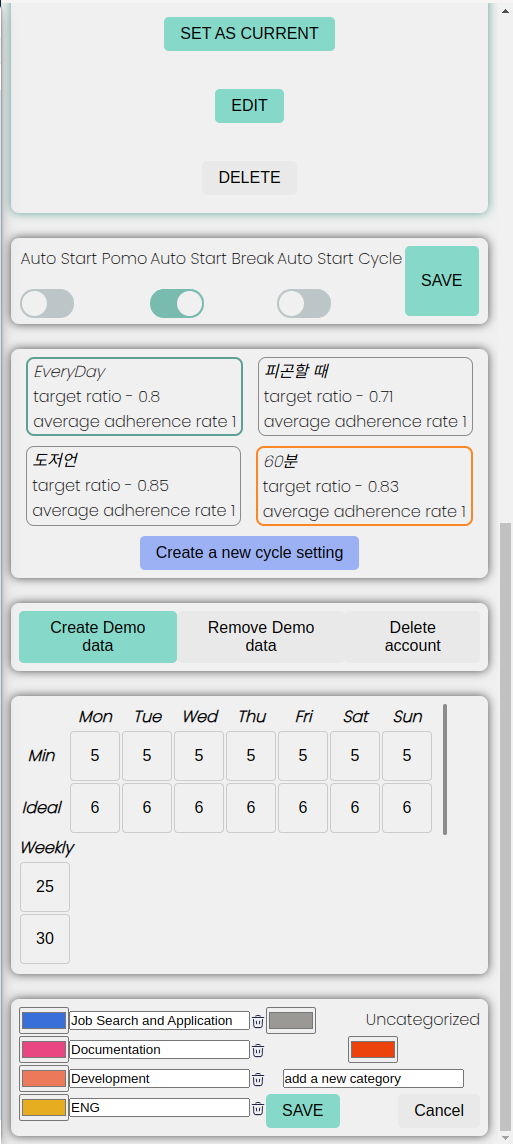 SET AS CURRENT
EDIT
DELETE
Auto Start Pomo Auto Start Break Auto Start Cycle
SAVE
EveryDay
target ratio - 0.8
average adherence rate 1
피곤할 때
target ratio - 0.71
average adherence rate 1
도저언
target ratio - 0.85
average adherence rate 1
60분
target ratio - 0.83
average adherence rate 1
Create a new cycle setting
Create Demo
data
Remove Demo
data
Delete
account
Mon Tue Wed Thu Fri Sat Sun
Min 5 5 5 5 5 5 5
Ideal 6 6 6 6 6 6 6
Weekly
25
30
Job Search and Application
Uncategorized
Documentation
Development
add a new category
ENG
SAVE
Cancel